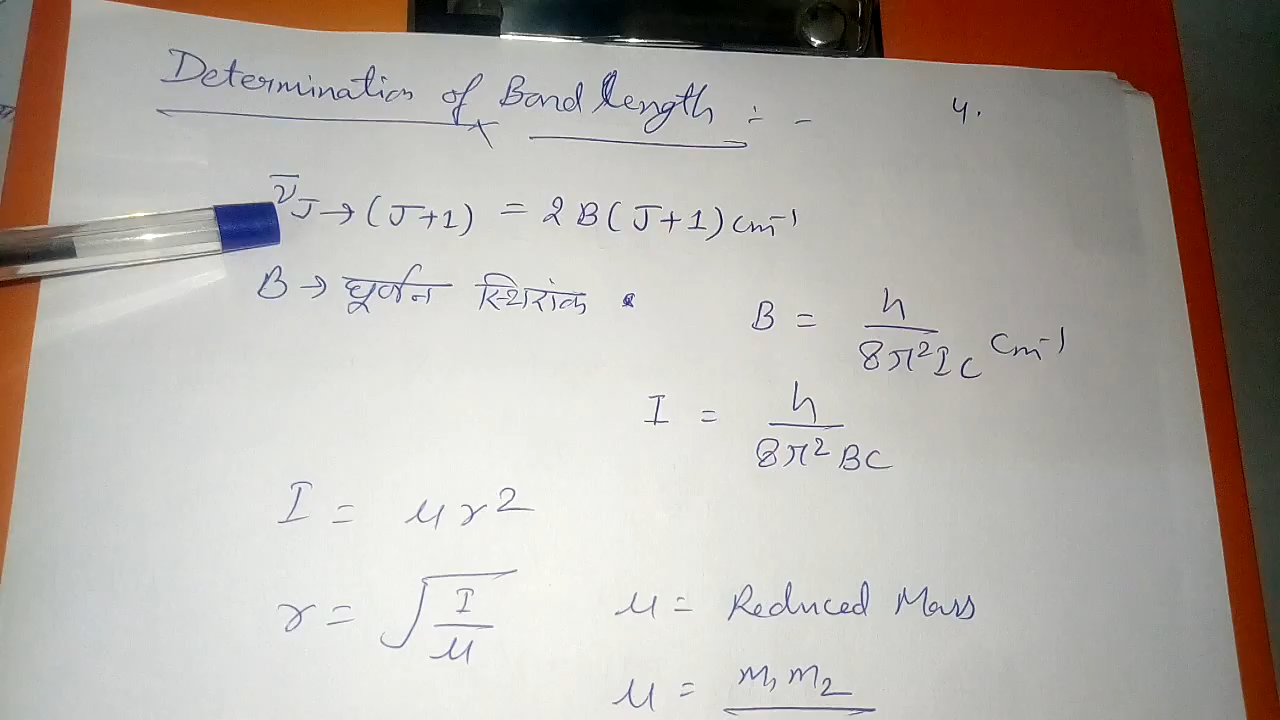 Determination of Bond length :-
4.
ν̅J→(J+1) = 2B(J+1)cm⁻¹
B→ घूर्णन स्थिरांक
B = h/8π²Ic cm⁻¹
I = h/8π²BC
I = μr²
r = √(I/μ)
μ = Reduced Mass
μ = m₁m₂